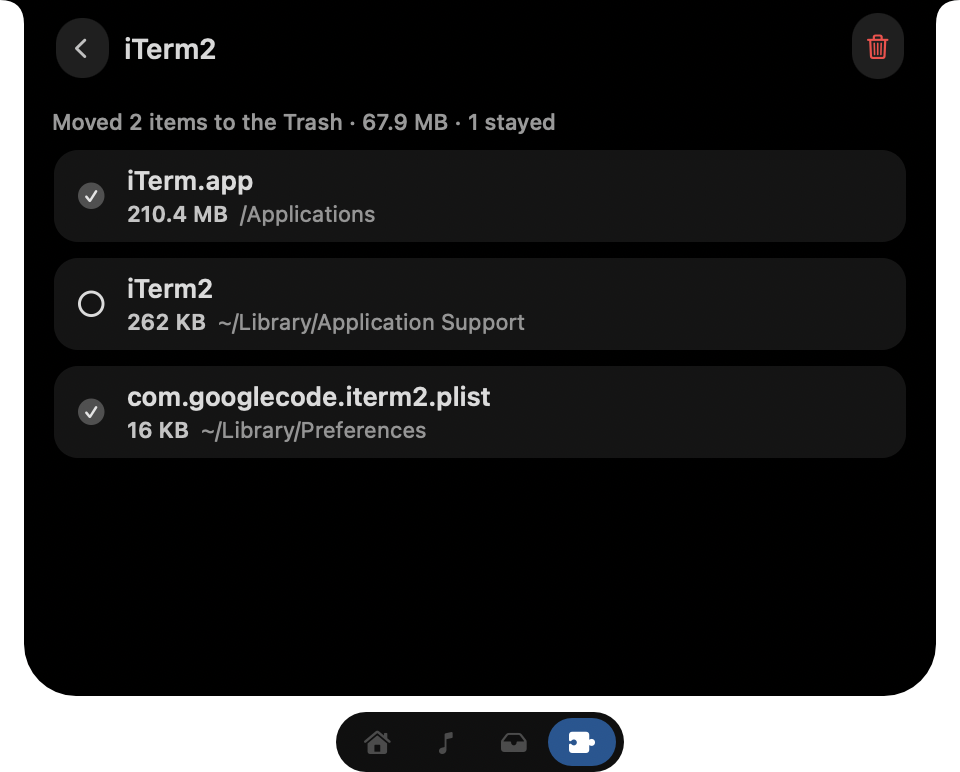 iTerm2
Moved 2 items to the Trash · 67.9 MB · 1 stayed
iTerm.app
210.4 MB /Applications
iTerm2
262 KB ~/Library/Application Support
com.googlecode.iterm2.plist
16 KB ~/Library/Preferences